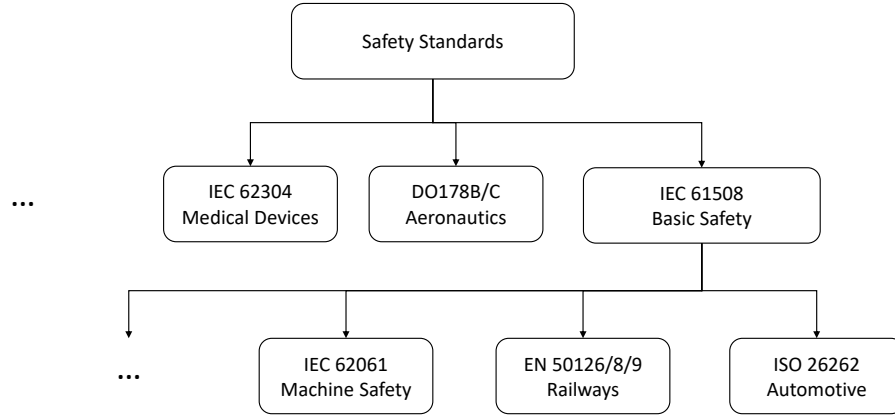 Safety Standards
...
IEC 62304
Medical Devices
DO178B/C
Aeronautics
IEC 61508
Basic Safety
...
IEC 62061
Machine Safety
EN 50126/8/9
Railways
ISO 26262
Automotive